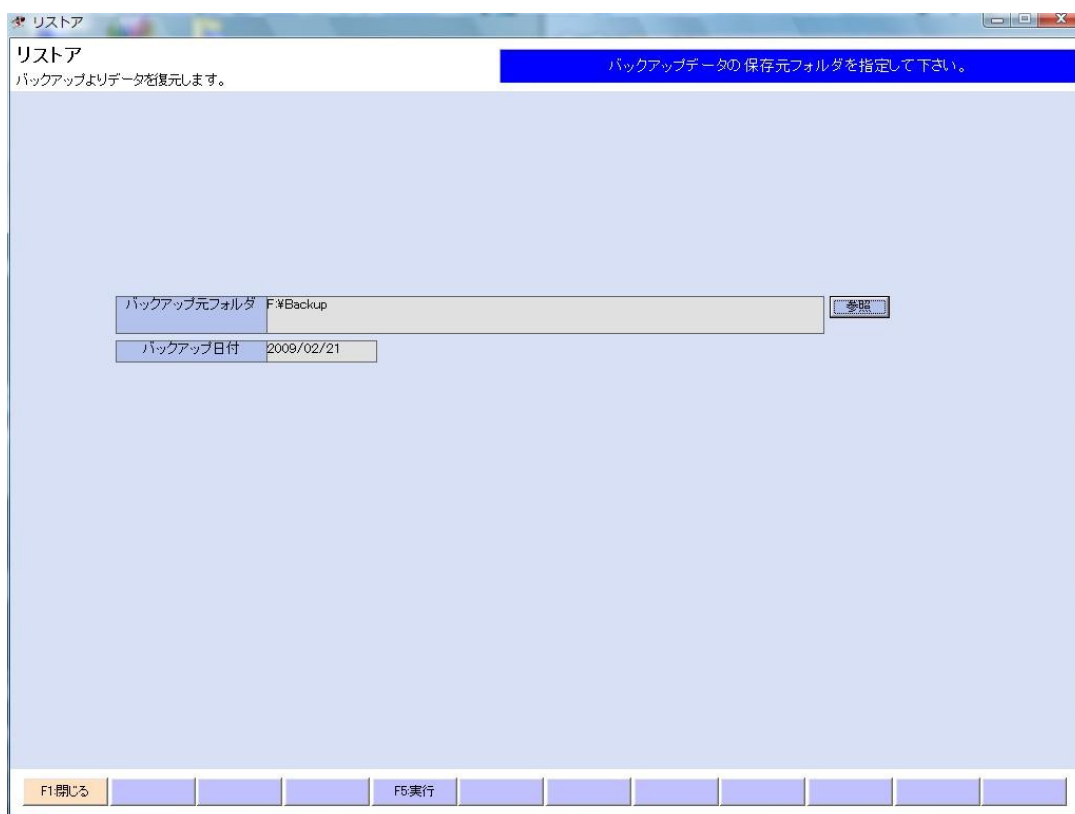 リストア
リストア
バックアップよりデータを復元します。
バックアップデータの保存元フォルダを指定して下さい。
バックアップ元フォルダ F:¥Backup 参照
バックアップ日付 2009/02/21
F1:閉じる F5:実行